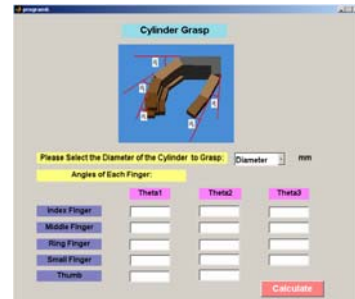 program6
Cylinder Grasp
Please Select the Diameter of the Cylinder to Grasp: Diameter mm
Angles of Each Finger:
Theta1 Theta2 Theta3
Index Finger
Middle Finger
Ring Finger
Small Finger
Thumb
Calculate